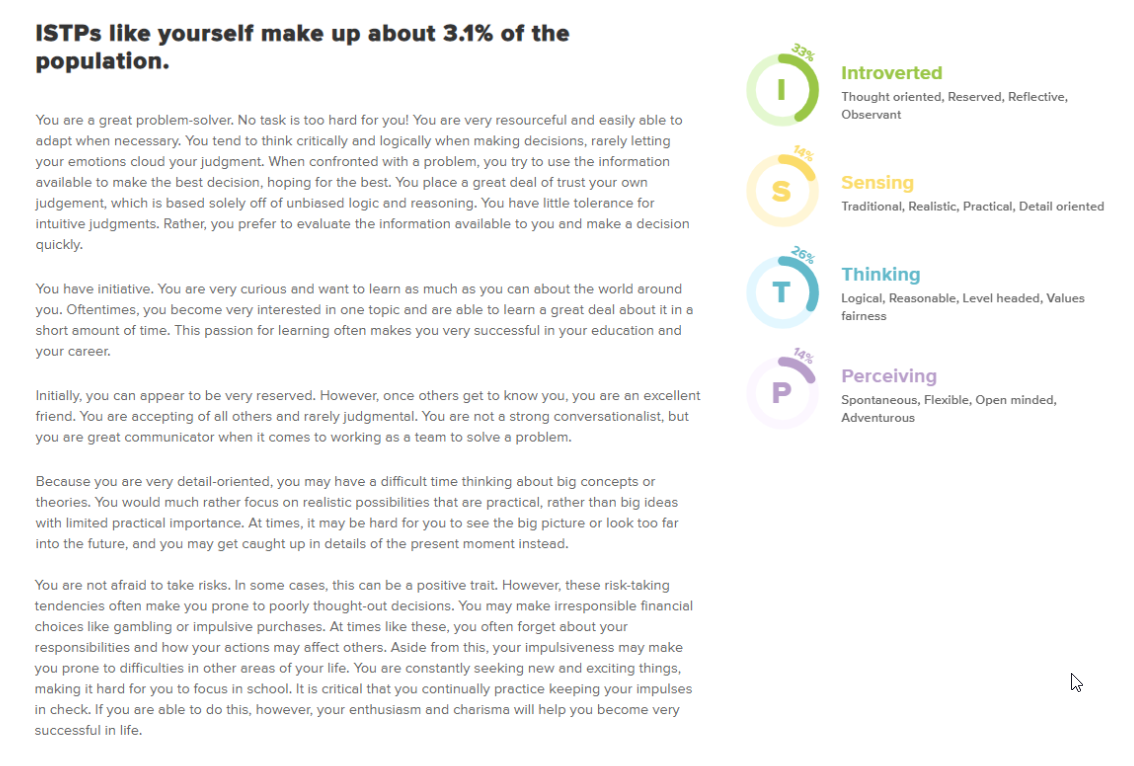 ISTPs like yourself make up about 3.1% of the
population.
You are a great problem-solver. No task is too hard for you! You are very resourceful and easily able to
adapt when necessary. You tend to think critically and logically when making decisions, rarely letting
your emotions cloud your judgment. When confronted with a problem, you try to use the information
available to make the best decision, hoping for the best. You place a great deal of trust your own
judgement, which is based solely off of unbiased logic and reasoning. You have little tolerance for
intuitive judgments. Rather, you prefer to evaluate the information available to you and make a decision
quickly.
You have initiative. You are very curious and want to learn as much as you can about the world around
you. Oftentimes, you become very interested in one topic and are able to learn a great deal about it in a
short amount of time. This passion for learning often makes you very successful in your education and
your career.
Initially, you can appear to be very reserved. However, once others get to know you, you are an excellent
friend. You are accepting of all others and rarely judgmental. You are not a strong conversationalist, but
you are great communicator when it comes to working as a team to solve a problem.
Because you are very detail-oriented, you may have a difficult time thinking about big concepts or
theories. You would much rather focus on realistic possibilities that are practical, rather than big ideas
with limited practical importance. At times, it may be hard for you to see the big picture or look too far
into the future, and you may get caught up in details of the present moment instead.
You are not afraid to take risks. In some cases, this can be a positive trait. However, these risk-taking
tendencies often make you prone to poorly thought-out decisions. You may make irresponsible financial
choices like gambling or impulsive purchases. At times like these, you often forget about your
responsibilities and how your actions may affect others. Aside from this, your impulsiveness may make
you prone to difficulties in other areas of your life. You are constantly seeking new and exciting things,
making it hard for you to focus in school. It is critical that you continually practice keeping your impulses
in check. If you are able to do this, however, your enthusiasm and charisma will help you become very
successful in life.
33%
I
Introverted
Thought oriented, Reserved, Reflective,
Observant
14%
S
Sensing
Traditional, Realistic, Practical, Detail oriented
26%
T
Thinking
Logical, Reasonable, Level headed, Values
fairness
14%
P
Perceiving
Spontaneous, Flexible, Open minded,
Adventurous